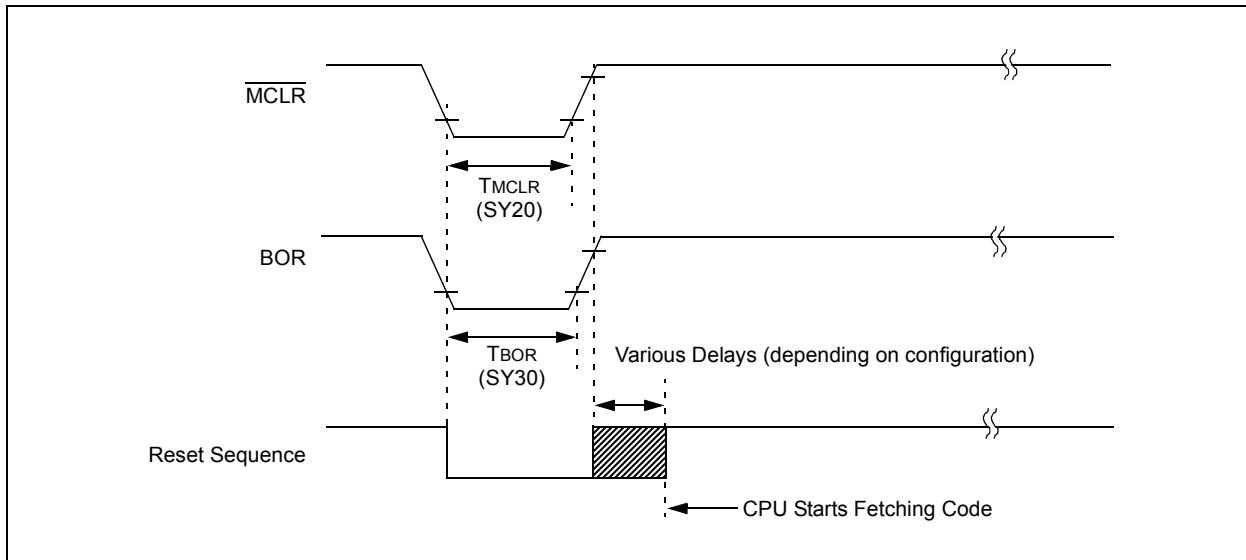 MCLR
TMCLR
(SY20)
BOR
TBOR
(SY30)
Various Delays (depending on configuration)
Reset Sequence
CPU Starts Fetching Code